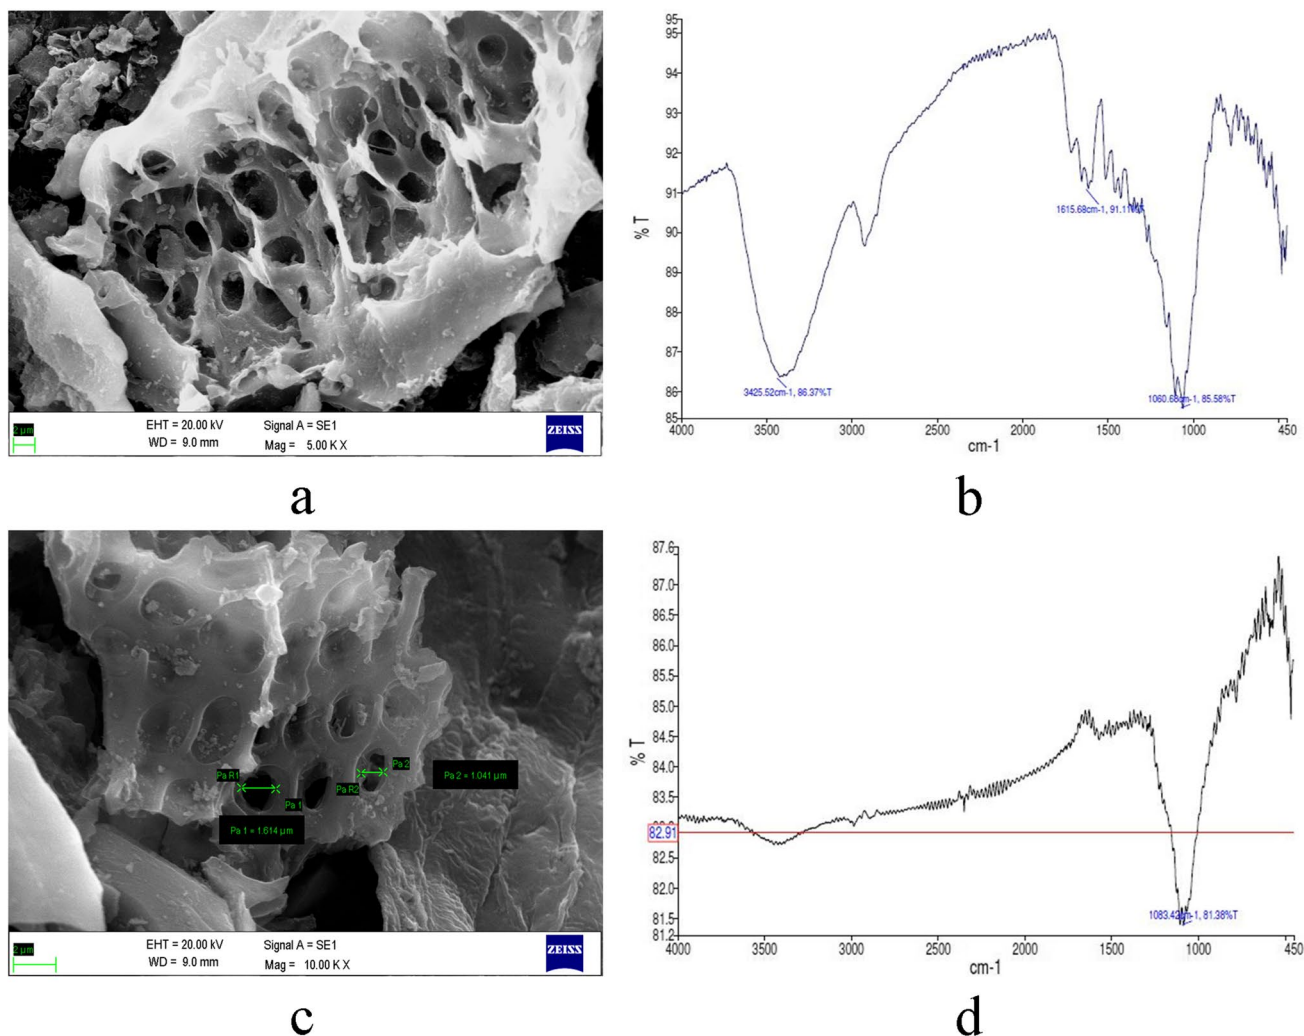 2 µm
EHT = 20.00 kV
Signal A = SE1
WD = 9.0 mm
Mag = 5.00 K X
ZEISS
a
95
94
93
92
91
90
89
88
87
86
85
% T
4000 3500 3000 2500 2000 1500 1000 450
cm-1
3425.52cm-1, 86.37%T
1615.68cm-1, 91.11%T
1060.68cm-1, 85.58%T
b
Pa R1
Pa 1
Pa 1 = 1.614 µm
Pa R2
Pa 2
Pa 2 = 1.041 µm
2 µm
EHT = 20.00 kV
Signal A = SE1
WD = 9.0 mm
Mag = 10.00 K X
ZEISS
c
87.6
87.0
86.5
86.0
85.5
85.0
84.5
84.0
83.5
82.91
82.5
82.0
81.5
81.2
% T
4000 3500 3000 2500 2000 1500 1000 450
cm-1
1083.42cm-1, 81.38%T
d